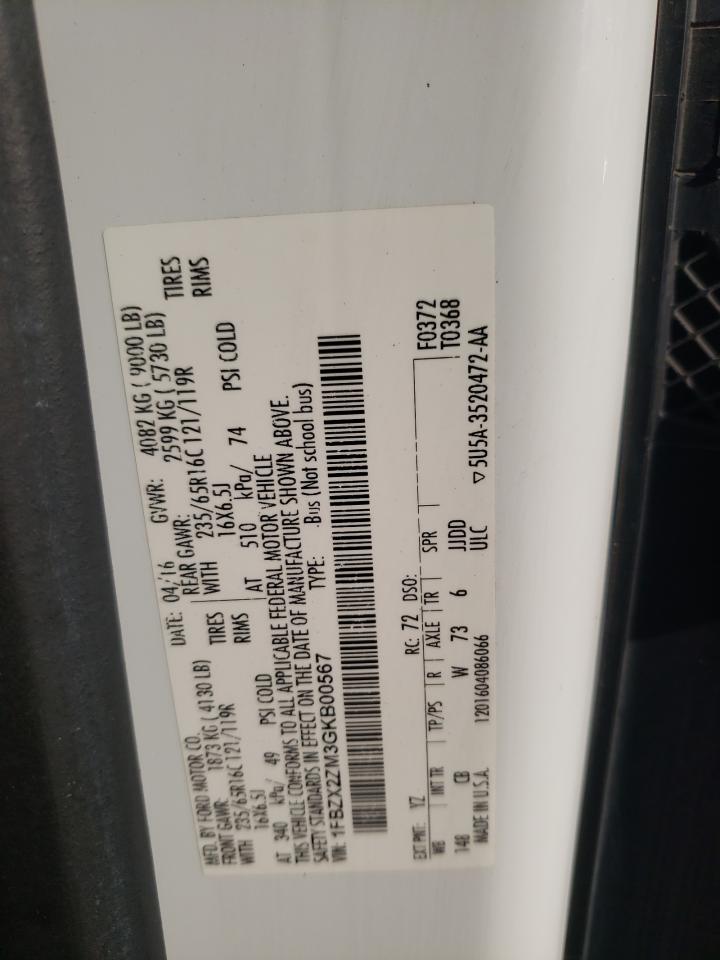 MFD. BY FORD MOTOR CO. DATE: 04/16 GVWR: 4082 KG ( 9000 LB)
FRONT GAWR: 1873 KG ( 4130 LB) REAR GAWR: 2599 KG ( 5730 LB)
WITH 235/65R16C 121/119R TIRES WITH 235/65R16C 121/119R TIRES
16X6.5J RIMS 16X6.5J RIMS
AT 340 kPa/ 49 PSI COLD AT 510 kPa/ 74 PSI COLD
THIS VEHICLE CONFORMS TO ALL APPLICABLE FEDERAL MOTOR VEHICLE
SAFETY STANDARDS IN EFFECT ON THE DATE OF MANUFACTURE SHOWN ABOVE.
VIN: 1FBZX2ZM3GKB00567 TYPE: Bus (Not school bus)
EXT PNT: YZ RC: 72 DSO: F0372
WB INT TR TP/PS R AXLE TR SPR T0368
148 CB W 73 6 JJDD
ULC
MADE IN U.S.A. 1201604086066 ▽5U5A-3520472-AA